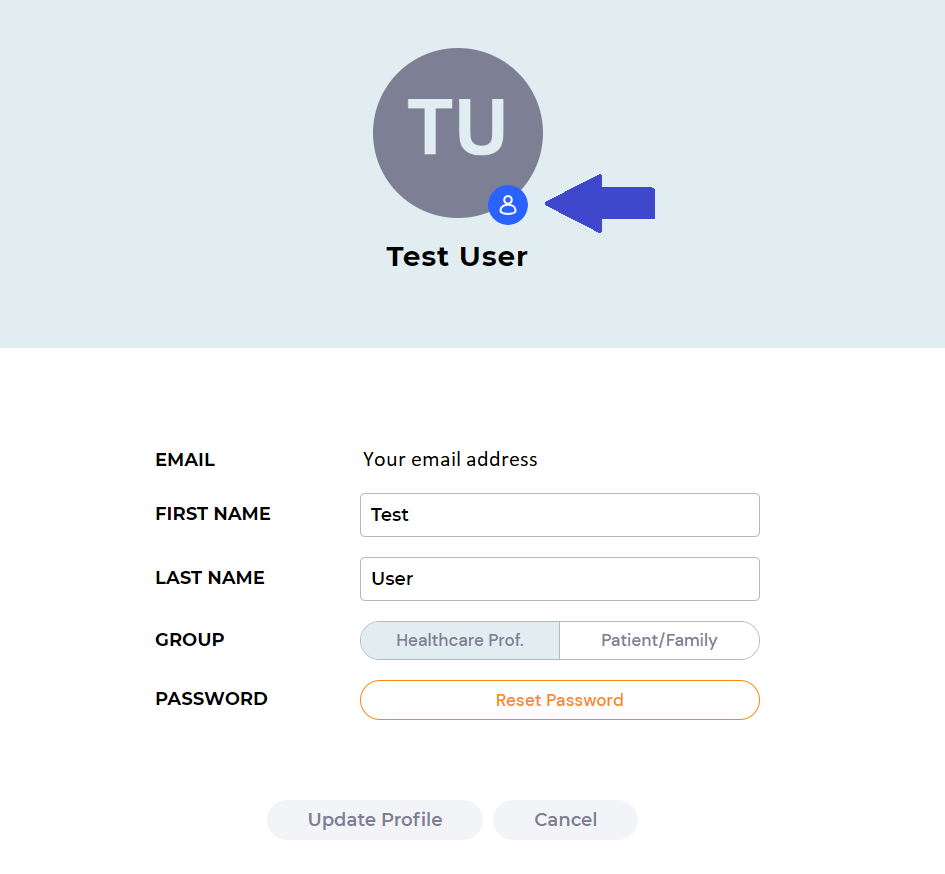 TU
Test User
EMAIL Your email address
FIRST NAME Test
LAST NAME User
GROUP Healthcare Prof. Patient/Family
PASSWORD Reset Password
Update Profile Cancel